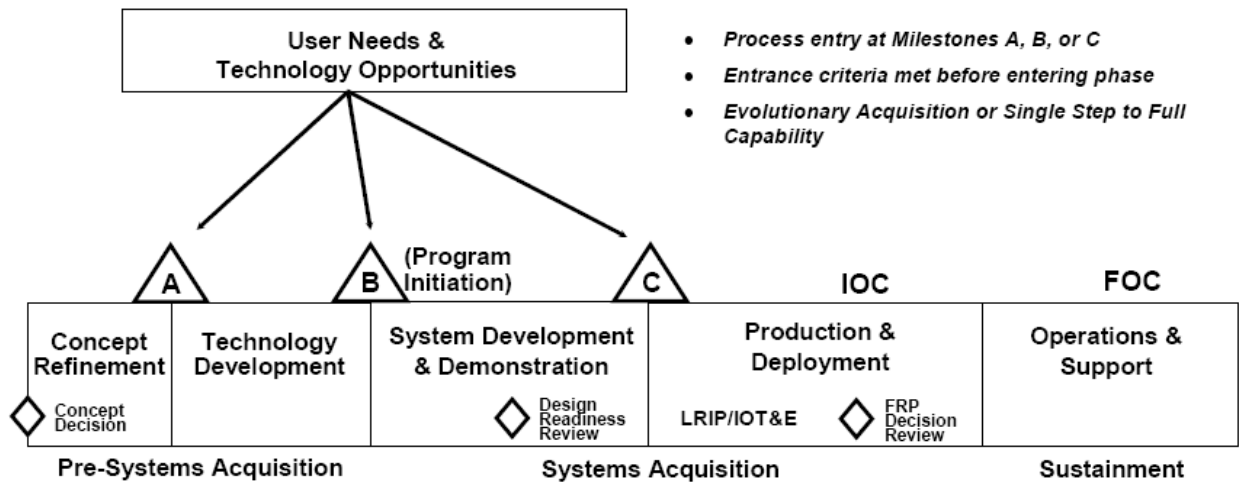 User Needs &
Technology Opportunities
• Process entry at Milestones A, B, or C
• Entrance criteria met before entering phase
• Evolutionary Acquisition or Single Step to Full
Capability
A
B
(Program
Initiation)
C
IOC
FOC
Concept
Refinement
Technology
Development
System Development
& Demonstration
Production &
Deployment
Operations &
Support
Concept
Decision
Design
Readiness
Review
LRIP/IOT&E
FRP
Decision
Review
Pre-Systems Acquisition
Systems Acquisition
Sustainment